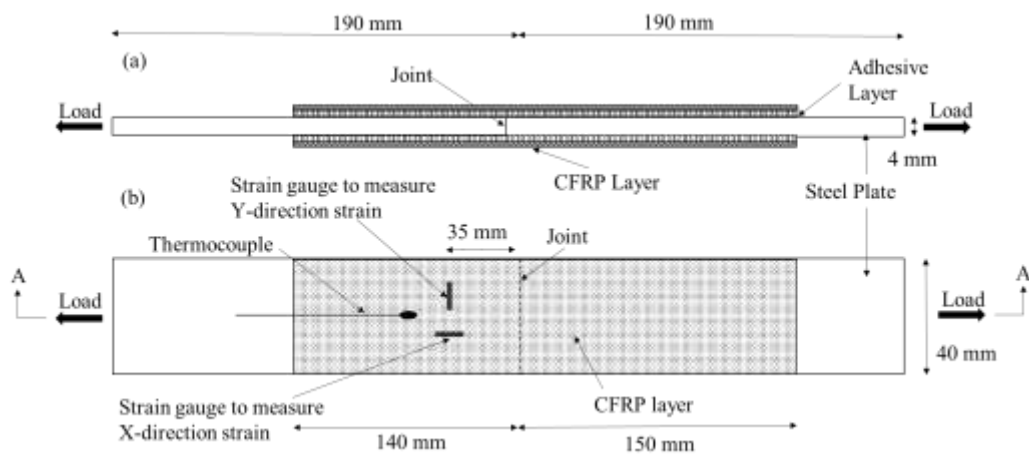 190 mm
190 mm
(a)
Joint
Adhesive
Layer
Load
Load
4 mm
CFRP Layer
Strain gauge to measure
Y-direction strain
(b)
Steel Plate
35 mm
Thermocouple
Joint
A
Load
Load
A
40 mm
Strain gauge to measure
X-direction strain
CFRP layer
140 mm
150 mm